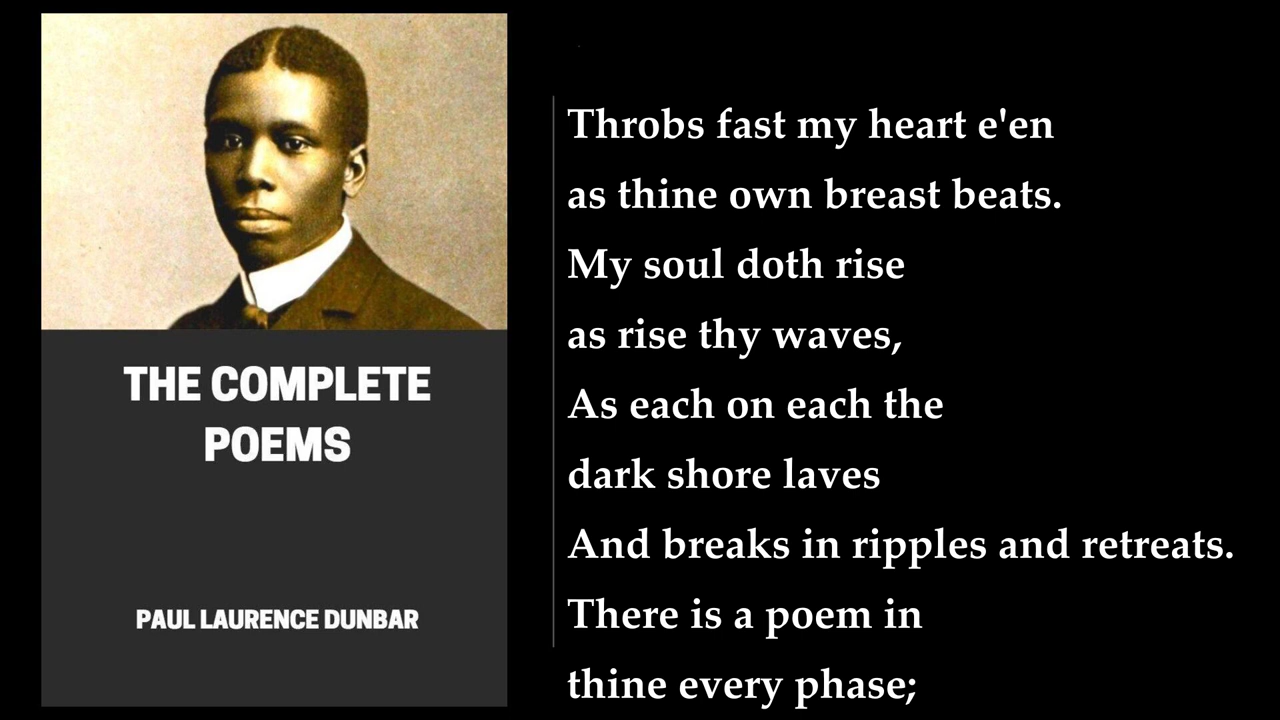 THE COMPLETE
POEMS
PAUL LAURENCE DUNBAR
Throbs fast my heart e'en
as thine own breast beats.
My soul doth rise
as rise thy waves,
As each on each the
dark shore laves
And breaks in ripples and retreats.
There is a poem in
thine every phase;